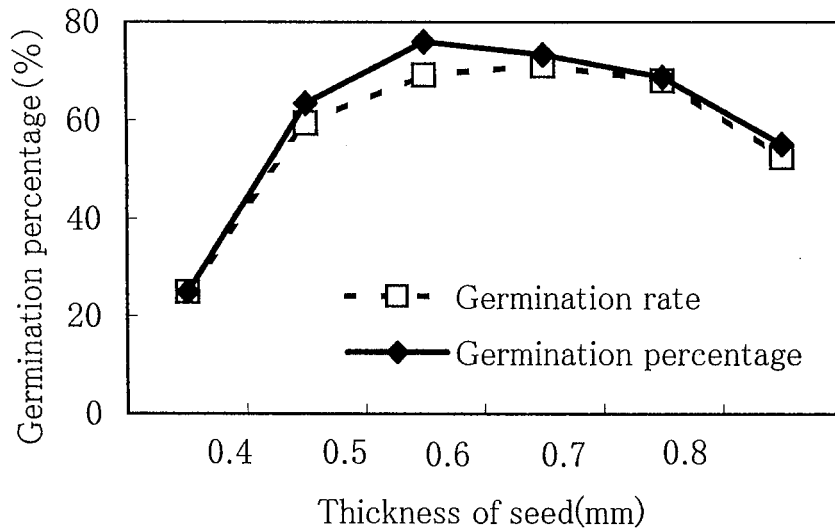 Germination percentage (%)
80
60
40
20
0
Germination rate
Germination percentage
0.4 0.5 0.6 0.7 0.8
Thickness of seed(mm)